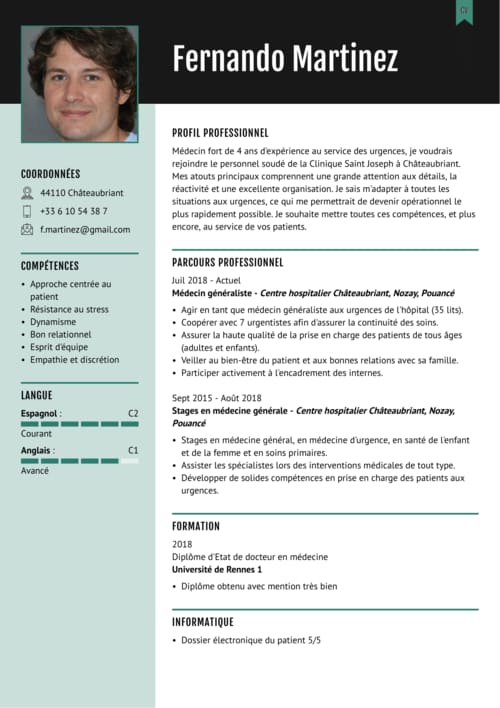 CV
Fernando Martinez
COORDONNÉES
44110 Châteaubriant
+33 6 10 54 38 7
f.martinez@gmail.com
COMPÉTENCES
• Approche centrée au
patient
• Résistance au stress
• Dynamisme
• Bon relationnel
• Esprit d'équipe
• Empathie et discrétion
LANGUE
Espagnol : C2
Courant
Anglais : C1
Avancé
PROFIL PROFESSIONNEL
Médecin fort de 4 ans d'expérience au service des urgences, je voudrais
rejoindre le personnel soudé de la Clinique Saint Joseph à Châteaubriant.
Mes atouts principaux comprennent une grande attention aux détails, la
réactivité et une excellente organisation. Je sais m'adapter à toutes les
situations aux urgences, ce qui me permettrait de devenir opérationnel le
plus rapidement possible. Je souhaite mettre toutes ces compétences, et plus
encore, au service de vos patients.
PARCOURS PROFESSIONNEL
Juil 2018 - Actuel
Médecin généraliste - Centre hospitalier Châteaubriant, Nozay, Pouancé
• Agir en tant que médecin généraliste aux urgences de l'hôpital (35 lits).
• Coopérer avec 7 urgentistes afin d'assurer la continuité des soins.
• Assurer la haute qualité de la prise en charge des patients de tous âges
(adultes et enfants).
• Veiller au bien-être du patient et aux bonnes relations avec sa famille.
• Participer activement à l'encadrement des internes.
Sept 2015 - Août 2018
Stages en médecine générale - Centre hospitalier Châteaubriant, Nozay,
Pouancé
• Stages en médecine général, en médecine d'urgence, en santé de l'enfant
et de la femme et en soins primaires.
• Assister les spécialistes lors des interventions médicales de tout type.
• Développer de solides compétences en prise en charge des patients aux
urgences.
FORMATION
2018
Diplôme d'Etat de docteur en médecine
Université de Rennes 1
• Diplôme obtenu avec mention très bien
INFORMATIQUE
• Dossier électronique du patient 5/5